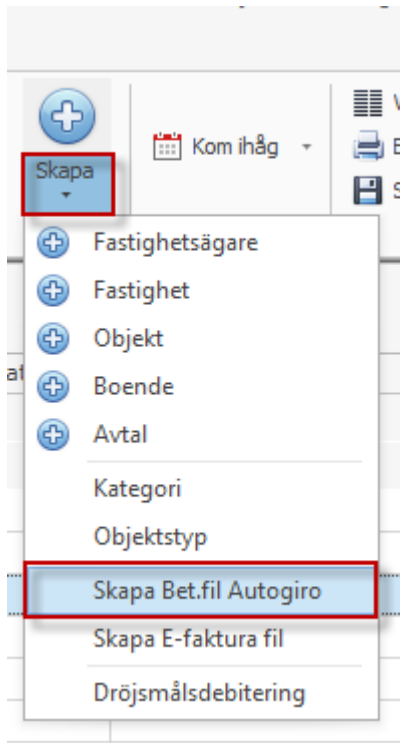 Skapa
Kom ihåg
Fastighetsägare
Fastighet
Objekt
Boende
Avtal
Kategori
Objektstyp
Skapa Bet.fil Autogiro
Skapa E-faktura fil
Dröjsmålsdebitering